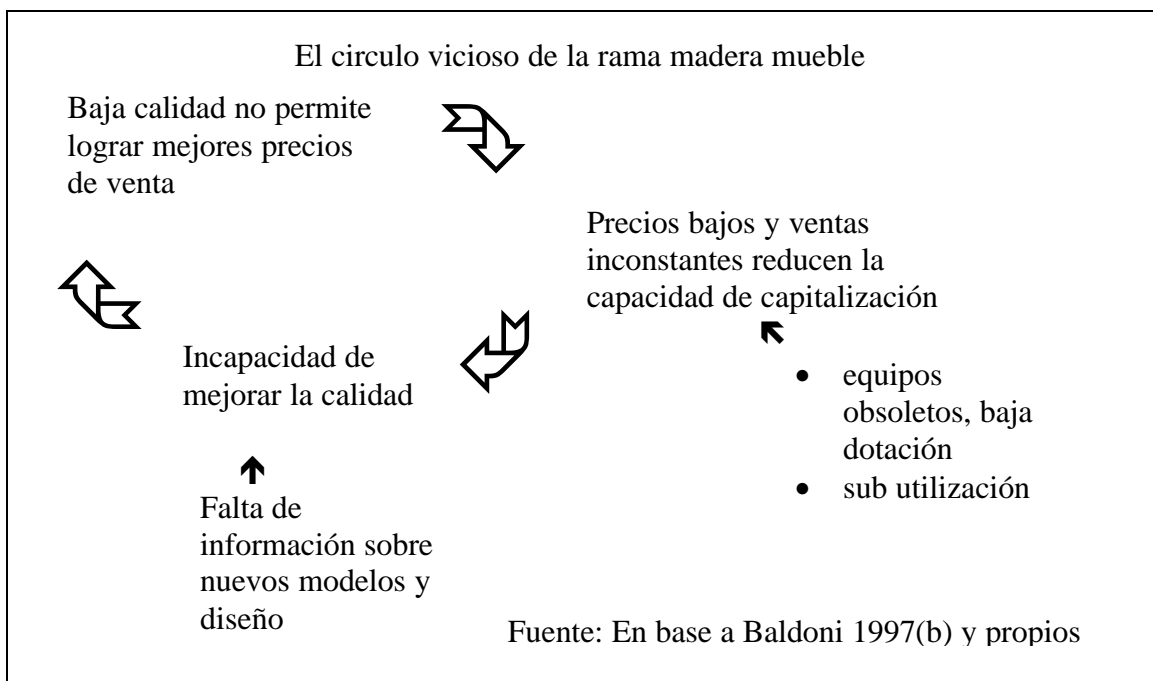 El circulo vicioso de la rama madera mueble
Baja calidad no permite
lograr mejores precios
de venta
Precios bajos y ventas
inconstantes reducen la
capacidad de capitalización
Incapacidad de
mejorar la calidad
• equipos
obsoletos, baja
dotación
• sub utilización
Falta de
información sobre
nuevos modelos y
diseño
Fuente: En base a Baldoni 1997(b) y propios